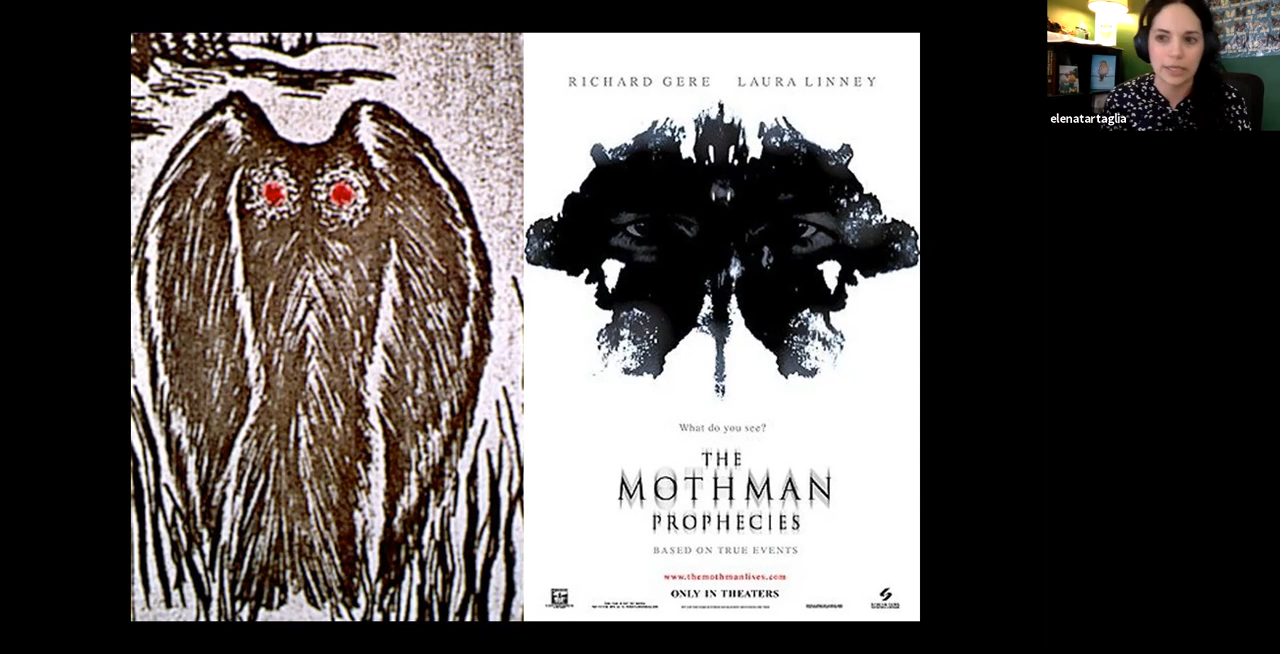 elenatartaglia
RICHARD GERE LAURA LINNEY
What do you see?
THE
MOTHMAN
PROPHECIES
BASED ON TRUE EVENTS
www.themothmanlives.com
ONLY IN THEATERS